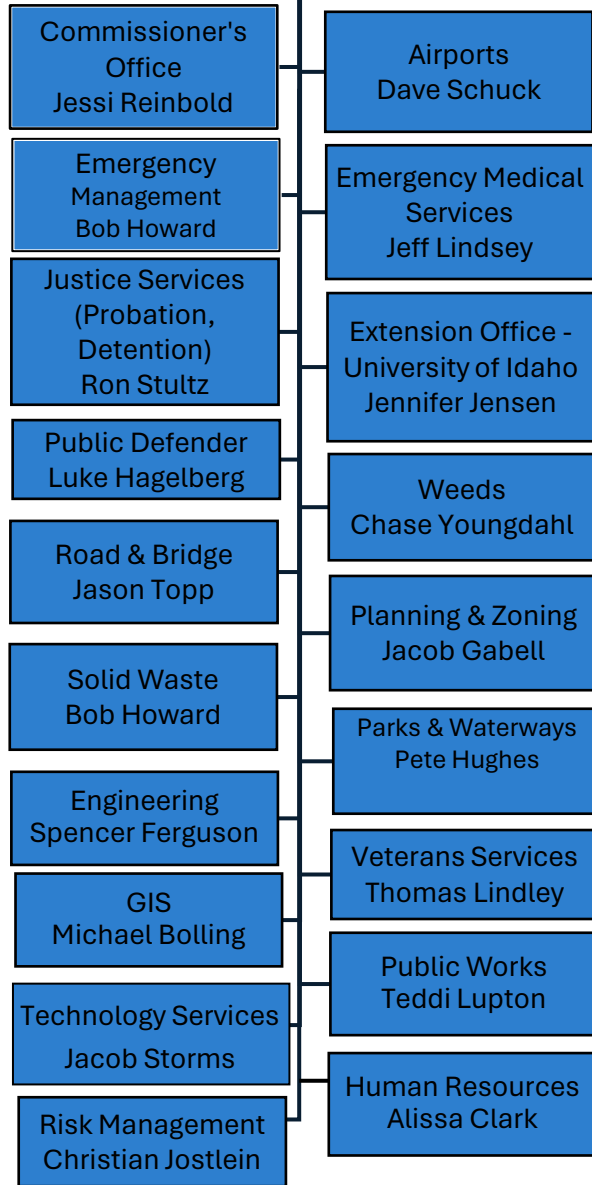 Commissioner's
Office
Jessi Reinbold
Airports
Dave Schuck
Emergency
Management
Bob Howard
Emergency Medical
Services
Jeff Lindsey
Justice Services
(Probation,
Detention)
Ron Stultz
Extension Office -
University of Idaho
Jennifer Jensen
Public Defender
Luke Hagelberg
Weeds
Chase Youngdahl
Road & Bridge
Jason Topp
Planning & Zoning
Jacob Gabell
Solid Waste
Bob Howard
Parks & Waterways
Pete Hughes
Engineering
Spencer Ferguson
Veterans Services
Thomas Lindley
GIS
Michael Bolling
Public Works
Teddi Lupton
Technology Services
Jacob Storms
Human Resources
Alissa Clark
Risk Management
Christian Jostlein